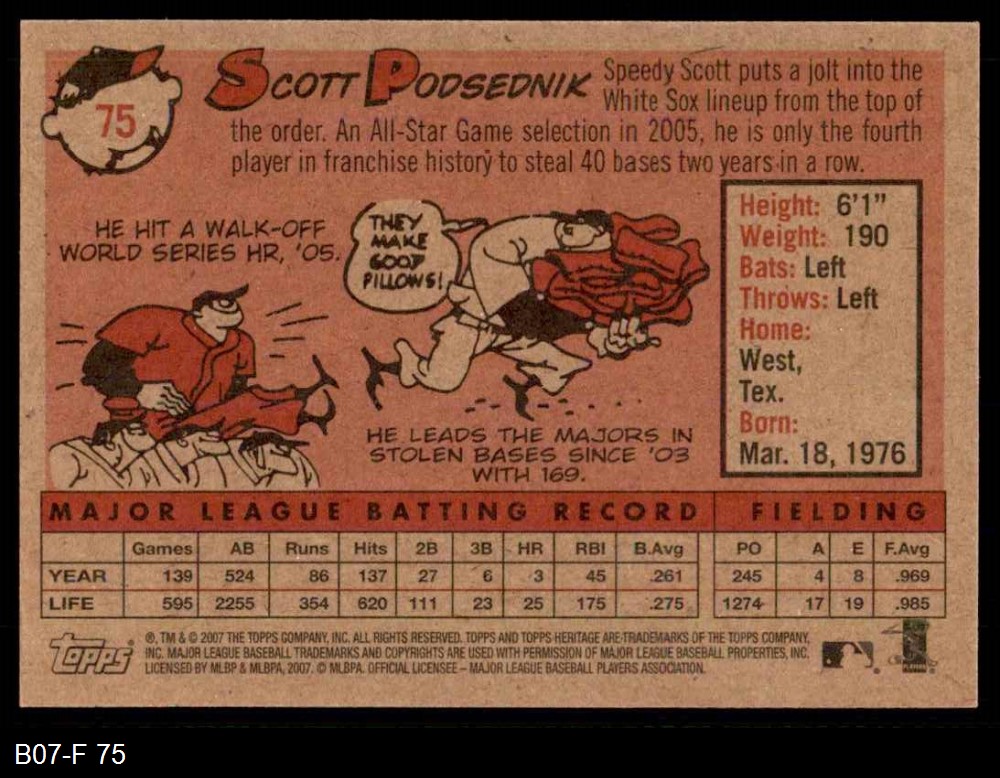 75
SCOTT PODSEDNIK
Speedy Scott puts a jolt into the
White Sox lineup from the top of
the order. An All-Star Game selection in 2005, he is only the fourth
player in franchise history to steal 40 bases two years in a row.
HE HIT A WALK-OFF
WORLD SERIES HR, '05.
THEY
MAKE
GOOD
PILLOWS!
HE LEADS THE MAJORS IN
STOLEN BASES SINCE '03
WITH 169.
Height: 6'1"
Weight: 190
Bats: Left
Throws: Left
Home:
West,
Tex.
Born:
Mar. 18, 1976
MAJOR LEAGUE BATTING RECORD FIELDING
Games AB Runs Hits 2B 3B HR RBI B.Avg PO A E F.Avg
YEAR 139 524 86 137 27 6 3 45 .261 245 4 8 .969
LIFE 595 2255 354 620 111 23 25 175 .275 1274 17 19 .985
Topps
®, TM & © 2007 THE TOPPS COMPANY, INC. ALL RIGHTS RESERVED. TOPPS AND TOPPS HERITAGE ARE TRADEMARKS OF THE TOPPS COMPANY,
INC. MAJOR LEAGUE BASEBALL TRADEMARKS AND COPYRIGHTS ARE USED WITH PERMISSION OF MAJOR LEAGUE BASEBALL PROPERTIES, INC.
LICENSED BY MLBP & MLBPA, 2007. © MLBPA. OFFICIAL LICENSEE – MAJOR LEAGUE BASEBALL PLAYERS ASSOCIATION.
B07-F 75